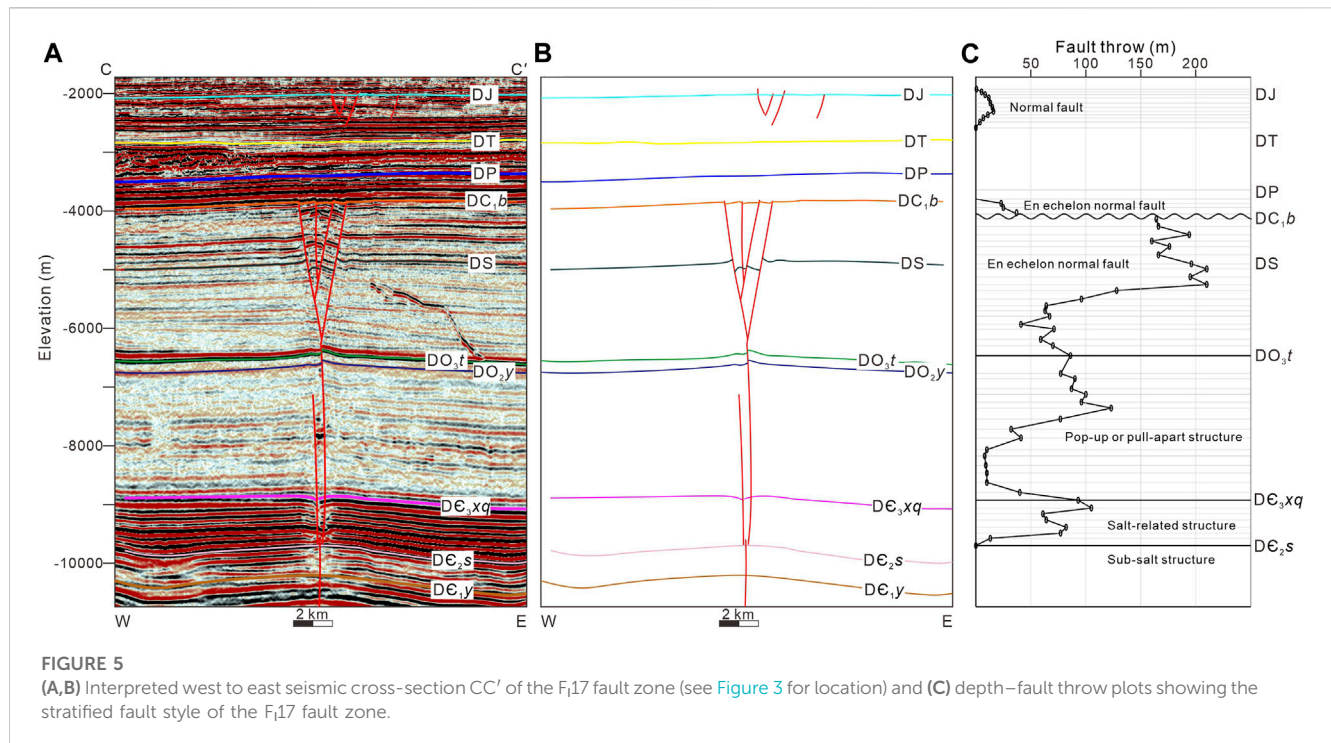 A
B
C
C
C′
Fault throw (m)
0 50 100 150 200
Elevation (m)
-2000
-4000
-6000
-8000
-10000
DJ
DT
DP
DC₁b
DS
DO₃t
DO₂y
DЄ₃xq
DЄ₂s
DЄ₁y
W
2 km
E
DJ
DT
DP
DC₁b
DS
DO₃t
DO₂y
DЄ₃xq
DЄ₂s
DЄ₁y
W
2 km
E
Normal fault
En echelon normal fault
En echelon normal fault
Pop-up or pull-apart structure
Salt-related structure
Sub-salt structure
DJ
DT
DP
DC₁b
DS
DO₃t
DЄ₃xq
DЄ₂s
FIGURE 5
(A,B) Interpreted west to east seismic cross-section CC′ of the F₁17 fault zone (see Figure 3 for location) and (C) depth–fault throw plots showing the
stratified fault style of the F₁17 fault zone.